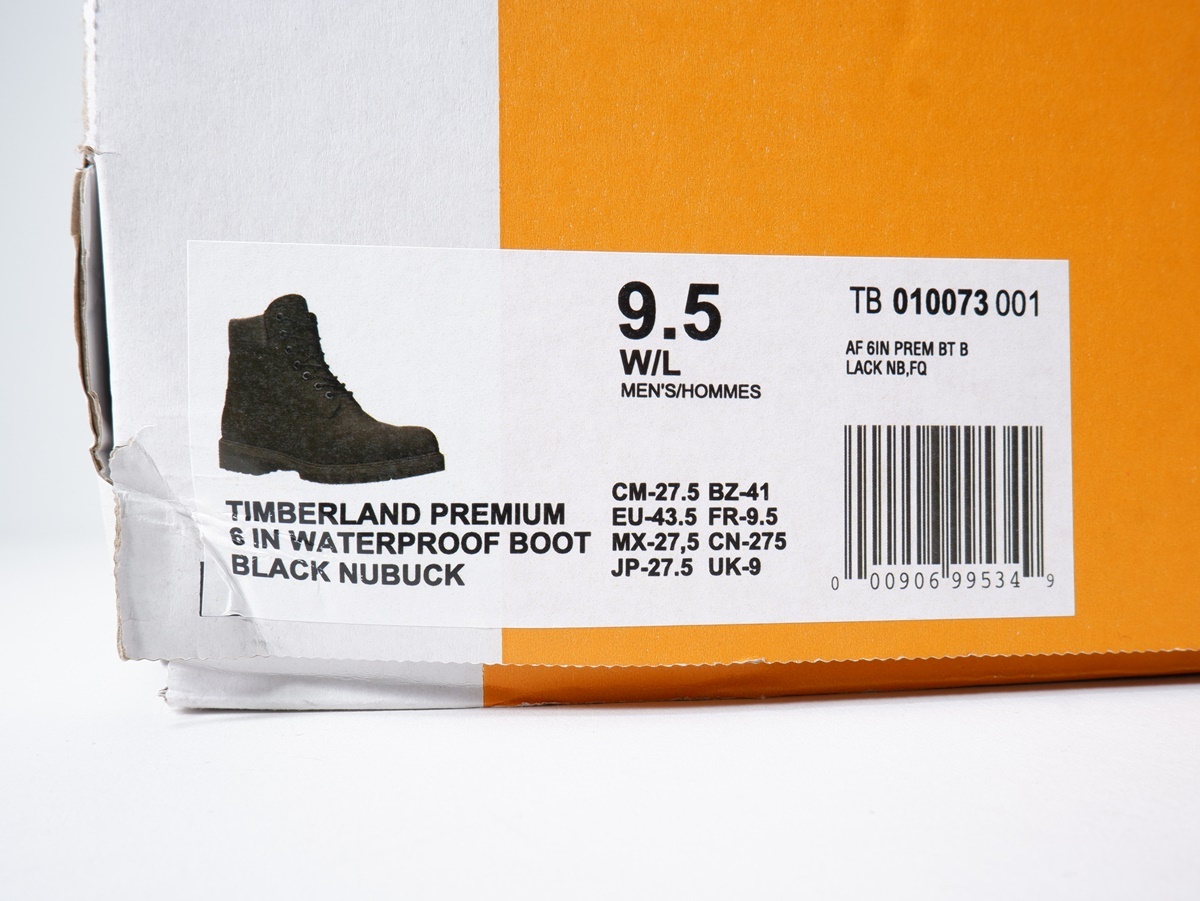 9.5
W/L
MEN'S/HOMMES
TB 010073 001
AF 6IN PREM BT B
LACK NB,FQ
TIMBERLAND PREMIUM
6 IN WATERPROOF BOOT
BLACK NUBUCK
CM-27.5 BZ-41
EU-43.5 FR-9.5
MX-27,5 CN-275
JP-27.5 UK-9
0 00906 99534 9